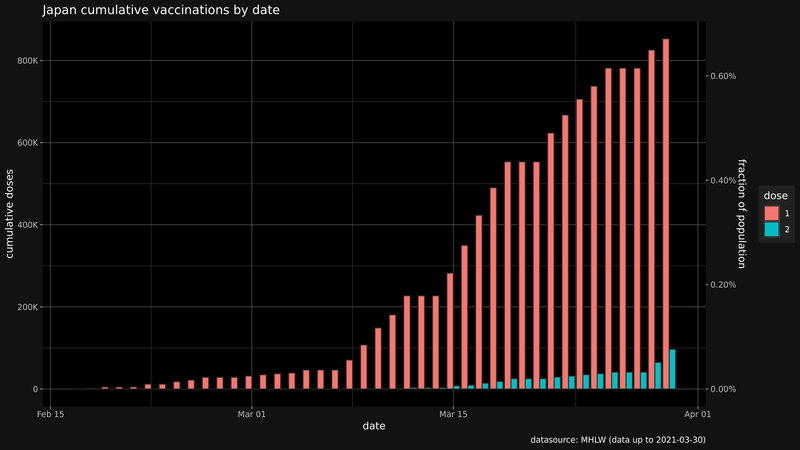 Japan cumulative vaccinations by date
800K
600K
400K
200K
0
cumulative doses
0.60%
0.40%
0.20%
0.00%
fraction of population
dose
1
2
Feb 15
Mar 01
Mar 15
Apr 01
date
datasource: MHLW (data up to 2021-03-30)